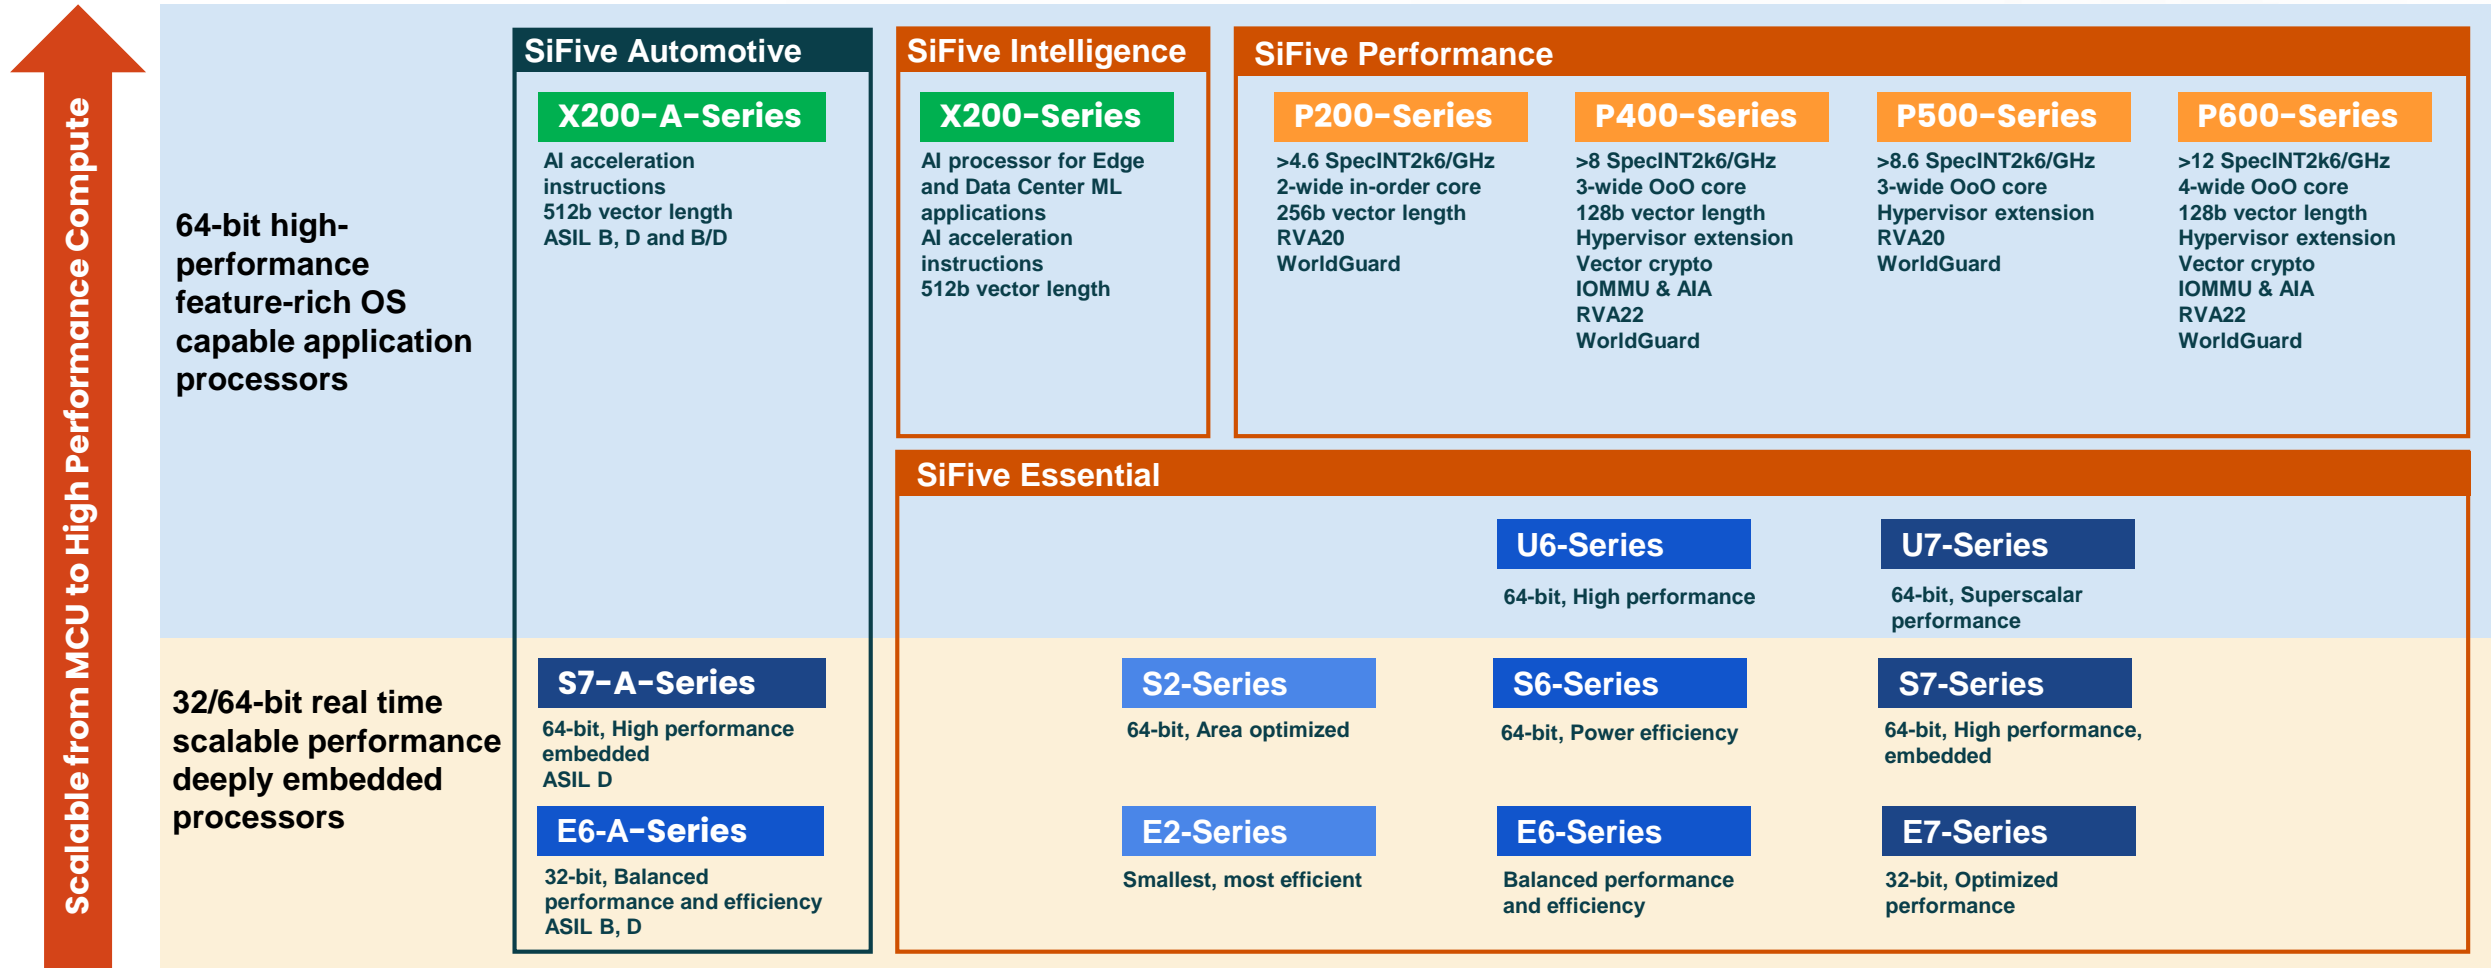 Scalable from MCU to High Performance Compute
64-bit high-
performance
feature-rich OS
capable application
processors
32/64-bit real time
scalable performance
deeply embedded
processors
SiFive Automotive
X200-A-Series
AI acceleration
instructions
512b vector length
ASIL B, D and B/D
S7-A-Series
64-bit, High performance
embedded
ASIL D
E6-A-Series
32-bit, Balanced
performance and efficiency
ASIL B, D
SiFive Intelligence
X200-Series
AI processor for Edge
and Data Center ML
applications
AI acceleration
instructions
512b vector length
SiFive Performance
P200-Series
>4.6 SpecINT2k6/GHz
2-wide in-order core
256b vector length
RVA20
WorldGuard
P400-Series
>8 SpecINT2k6/GHz
3-wide OoO core
128b vector length
Hypervisor extension
Vector crypto
IOMMU & AIA
RVA22
WorldGuard
P500-Series
>8.6 SpecINT2k6/GHz
3-wide OoO core
Hypervisor extension
RVA20
WorldGuard
P600-Series
>12 SpecINT2k6/GHz
4-wide OoO core
128b vector length
Hypervisor extension
Vector crypto
IOMMU & AIA
RVA22
WorldGuard
SiFive Essential
U6-Series
64-bit, High performance
U7-Series
64-bit, Superscalar
performance
S2-Series
64-bit, Area optimized
S6-Series
64-bit, Power efficiency
S7-Series
64-bit, High performance,
embedded
E2-Series
Smallest, most efficient
E6-Series
Balanced performance
and efficiency
E7-Series
32-bit, Optimized
performance